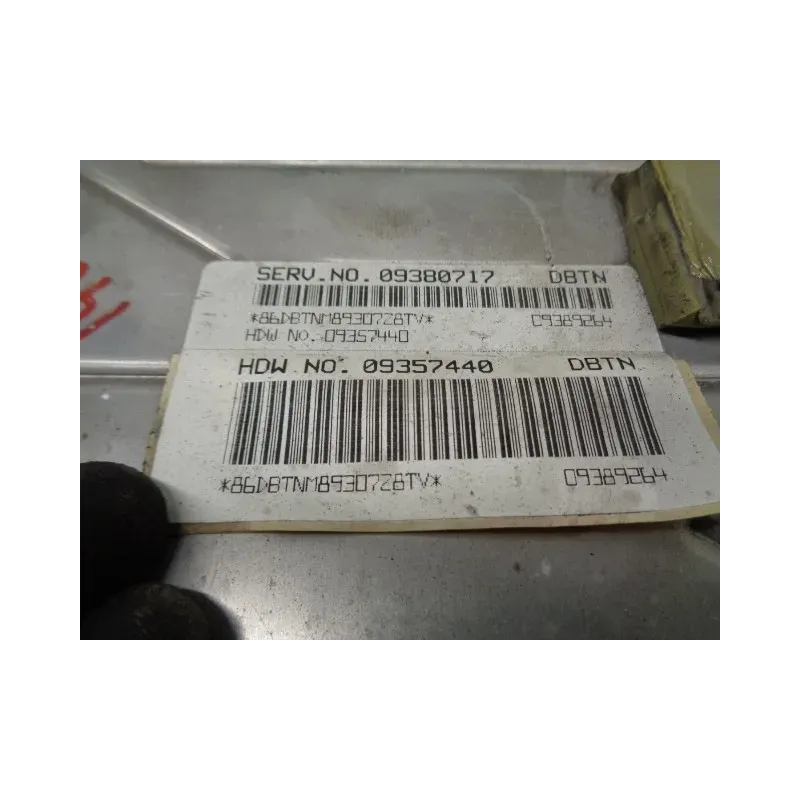 SERV.NO. 09380717 DBTN
*86DBTNM8930728TV* 09389264
HDW NO. 09357440
HDW NO. 09357440 DBTN
*86DBTNM8930728TV* 09389264